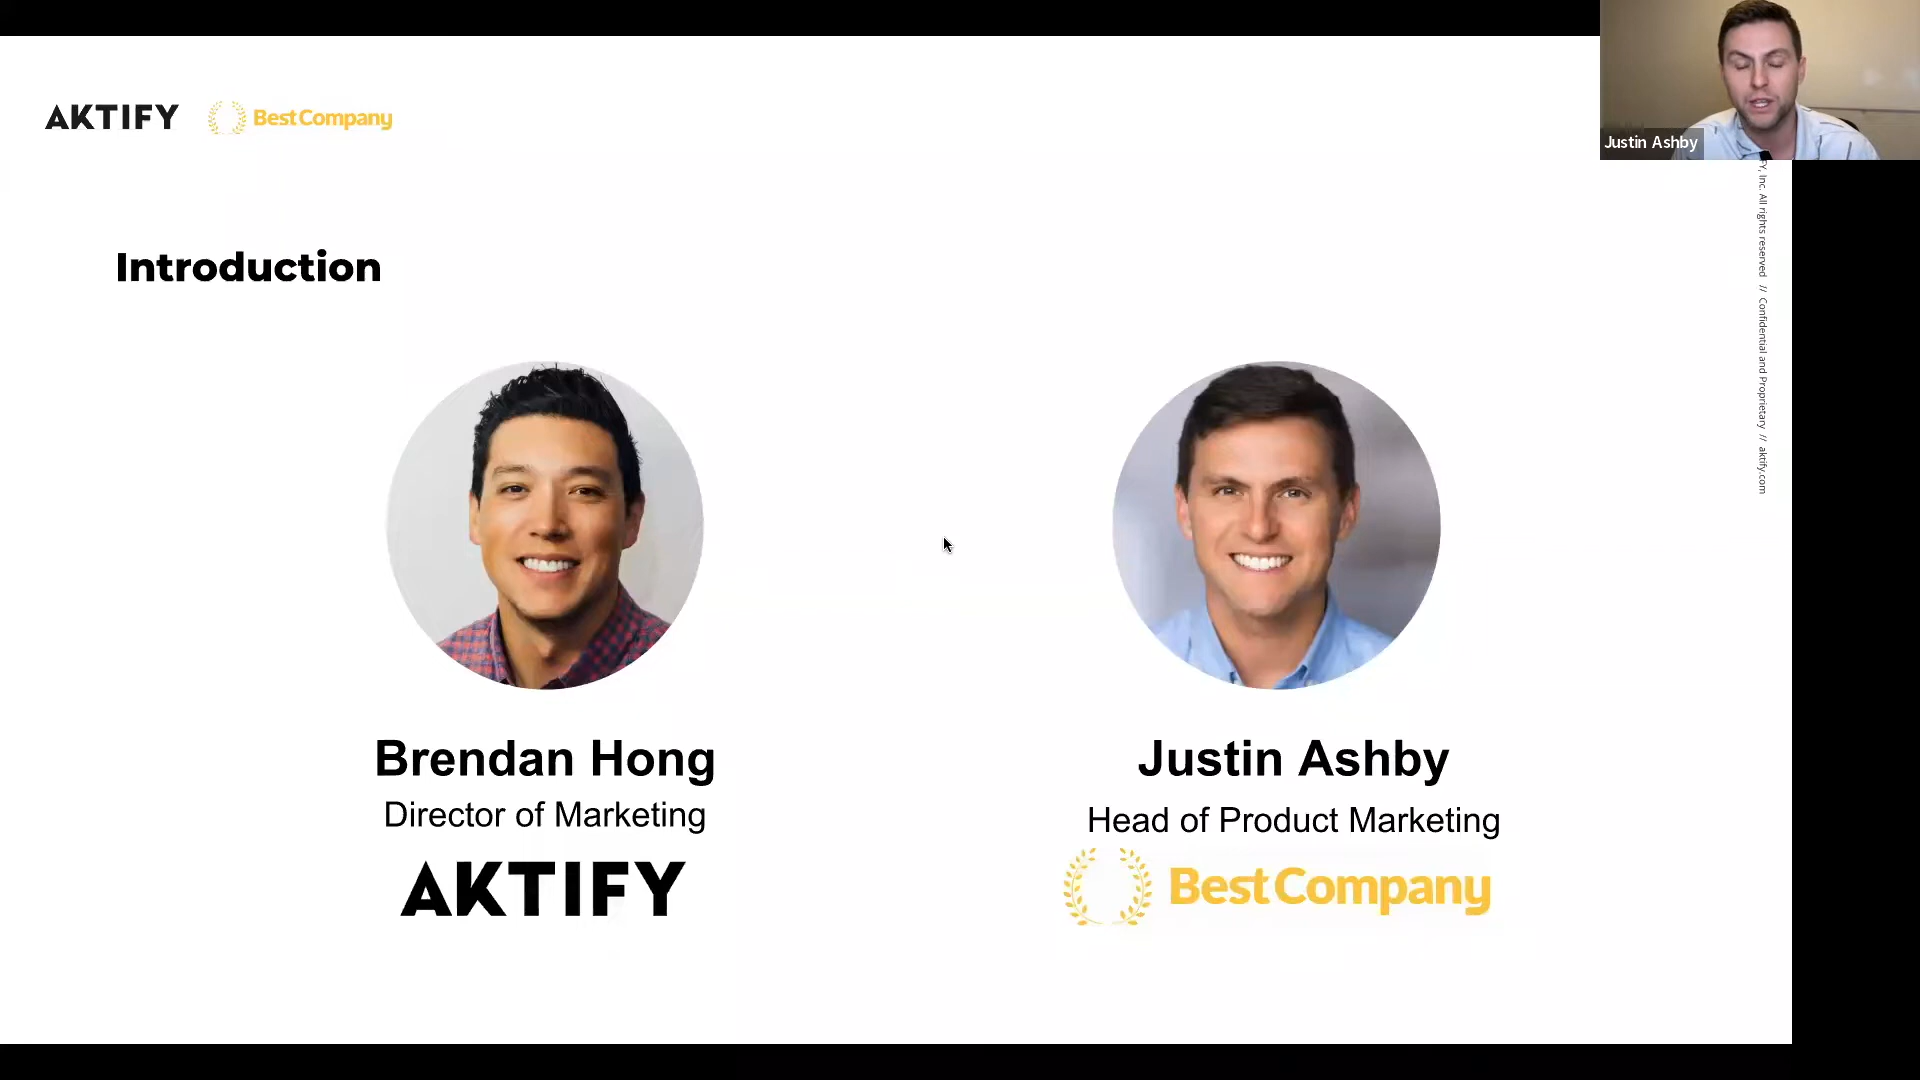 AKTIFY BestCompany
Justin Ashby
Inc. All rights reserved // Confidential and Proprietary // aktify.com
Introduction
Brendan Hong
Director of Marketing
AKTIFY
Justin Ashby
Head of Product Marketing
BestCompany